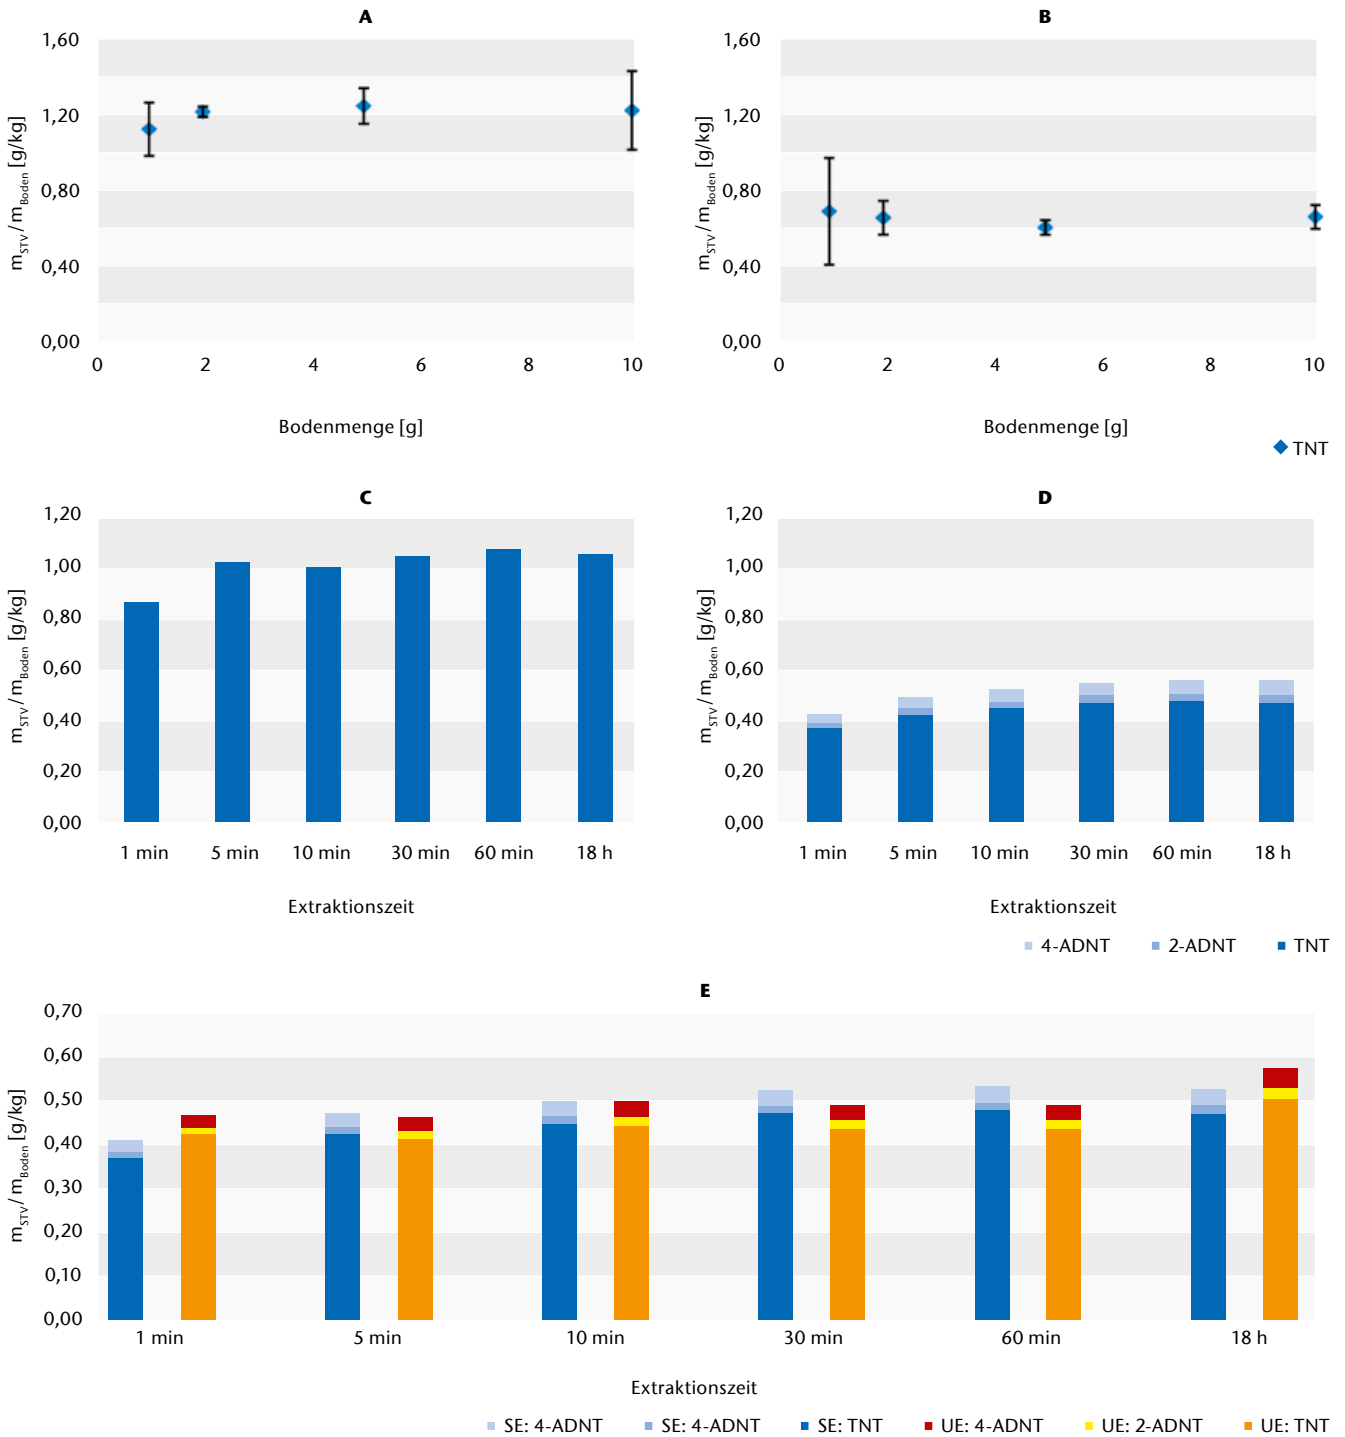 A
1,60
1,20
0,80
0,40
0,00
m_STV/m_Boden [g/kg]
0 2 4 6 8 10
Bodenmenge [g]
B
1,60
1,20
0,80
0,40
0,00
m_STV/m_Boden [g/kg]
0 2 4 6 8 10
Bodenmenge [g]
TNT
C
1,20
1,00
0,80
0,60
0,40
0,20
0,00
m_STV/m_Boden [g/kg]
1 min 5 min 10 min 30 min 60 min 18 h
Extraktionszeit
D
1,20
1,00
0,80
0,60
0,40
0,20
0,00
m_STV/m_Boden [g/kg]
1 min 5 min 10 min 30 min 60 min 18 h
Extraktionszeit
4-ADNT 2-ADNT TNT
E
0,70
0,60
0,50
0,40
0,30
0,20
0,10
0,00
m_STV/m_Boden [g/kg]
1 min 5 min 10 min 30 min 60 min 18 h
Extraktionszeit
SE: 4-ADNT SE: 4-ADNT SE: TNT UE: 4-ADNT UE: 2-ADNT UE: TNT